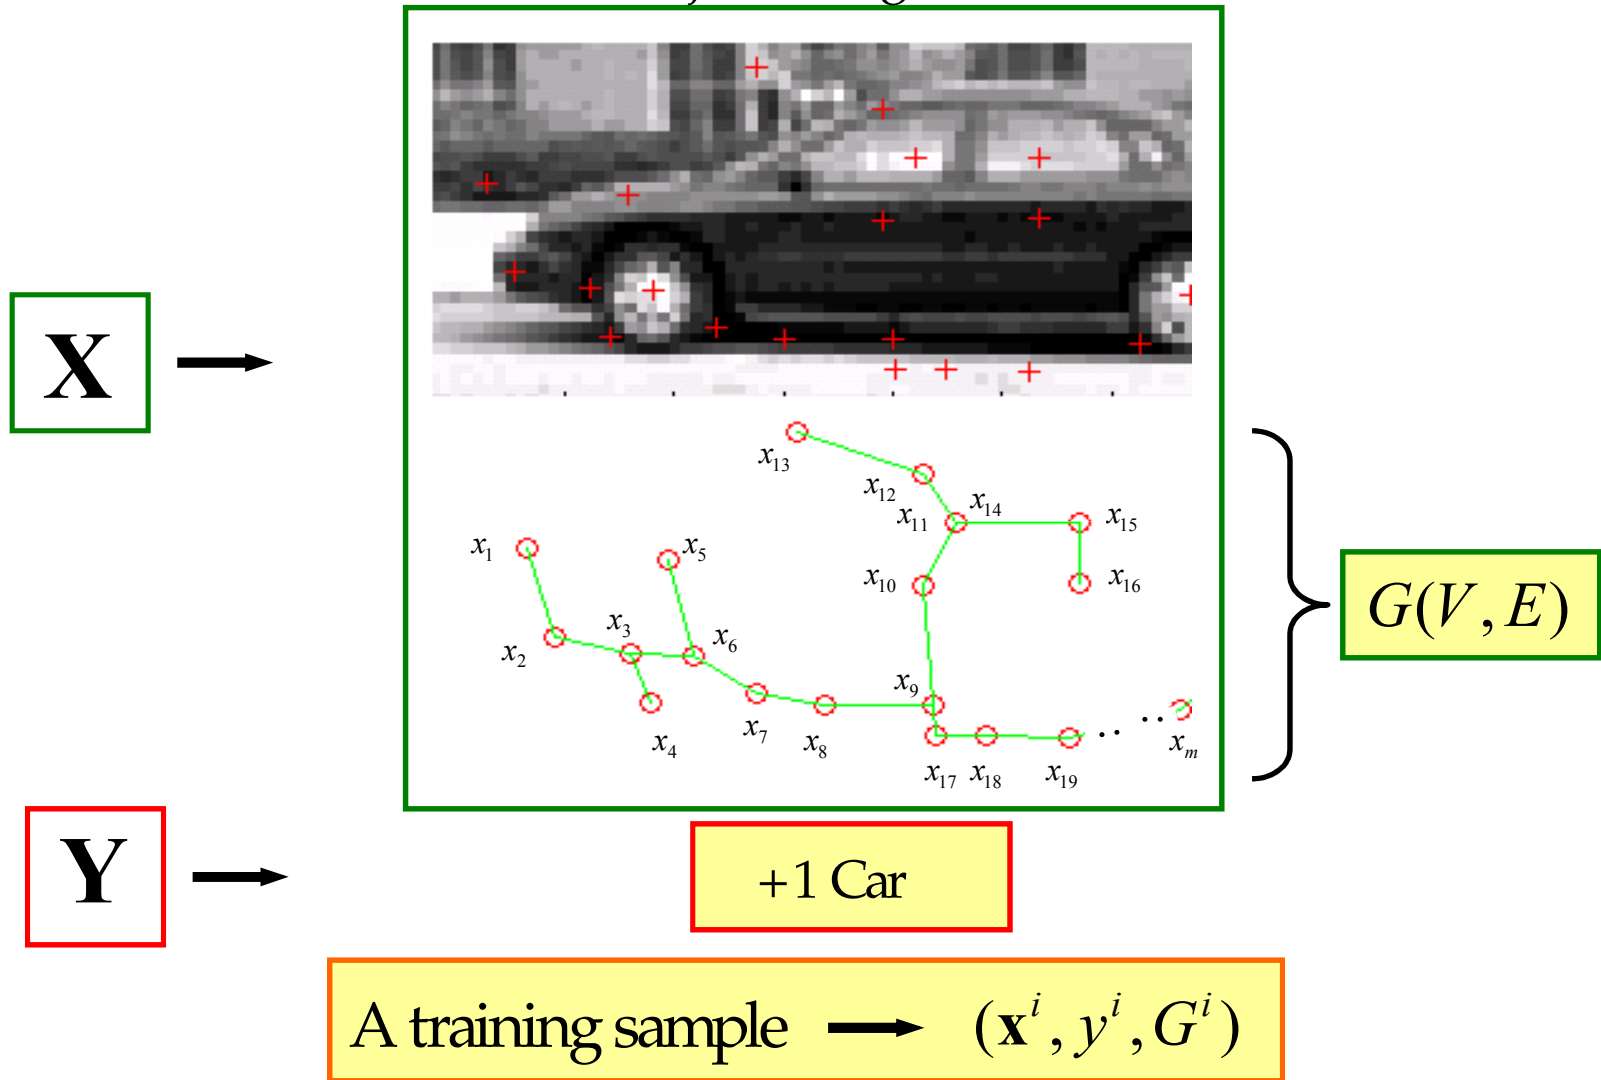 X
x₁₃
x₁₂
x₁₄
x₁₁
x₁₅
x₁
x₅
x₁₀
x₁₆
G(V, E)
x₃
x₆
x₂
x₉
x₄
x₇
x₈
..
..
x_m
x₁₇
x₁₈
x₁₉
Y
+1 Car
A training sample → (xⁱ, yⁱ, Gⁱ)